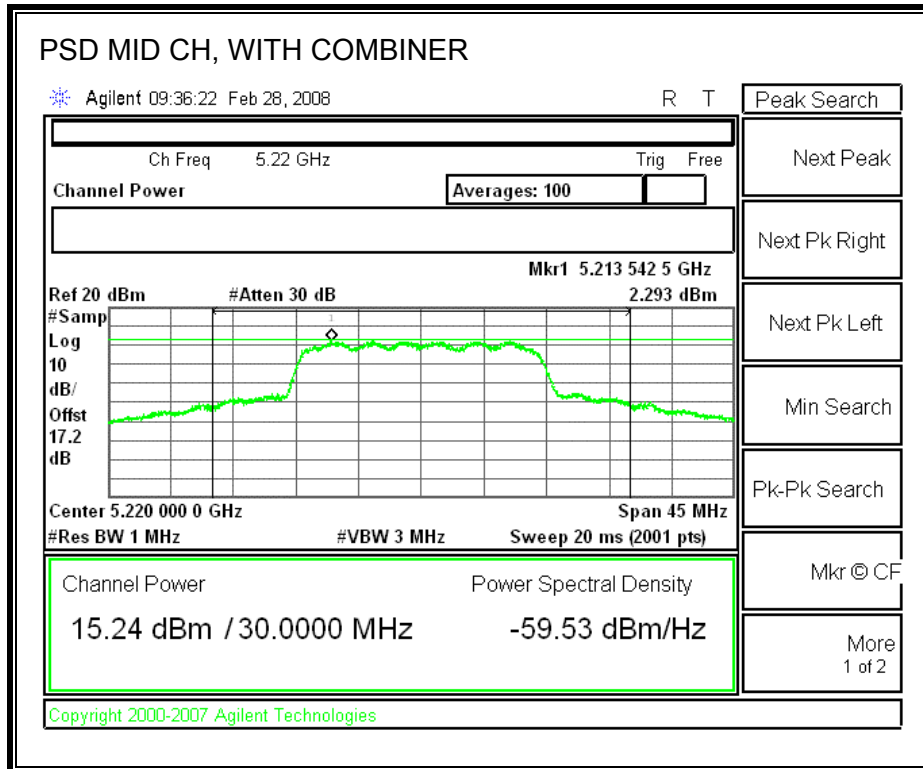 PSD MID CH, WITH COMBINER
Agilent 09:36:22 Feb 28, 2008 R T
Peak Search
Ch Freq 5.22 GHz Trig Free
Channel Power Averages: 100
Mkr1 5.213 542 5 GHz
Ref 20 dBm #Atten 30 dB 2.293 dBm
#Samp
Log
10
dB/
Offst
17.2
dB
1
Center 5.220 000 0 GHz Span 45 MHz
#Res BW 1 MHz #VBW 3 MHz Sweep 20 ms (2001 pts)
Channel Power Power Spectral Density
15.24 dBm / 30.0000 MHz -59.53 dBm/Hz
Next Peak
Next Pk Right
Next Pk Left
Min Search
Pk-Pk Search
Mkr © CF
More
1 of 2
Copyright 2000-2007 Agilent Technologies